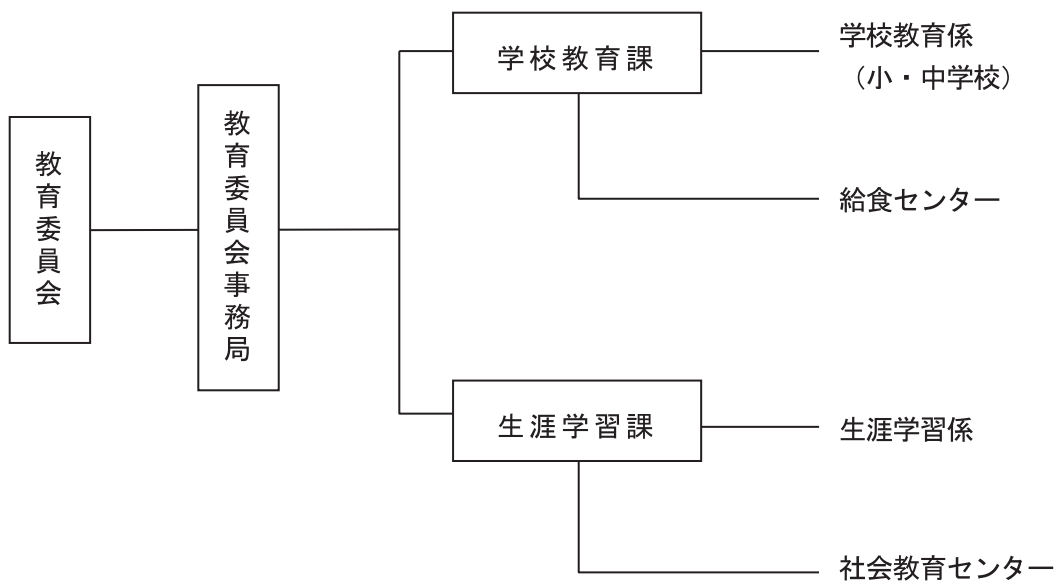 教育委員会
教育委員会事務局
学校教育課
学校教育係
（小・中学校）
給食センター
生涯学習課
生涯学習係
社会教育センター